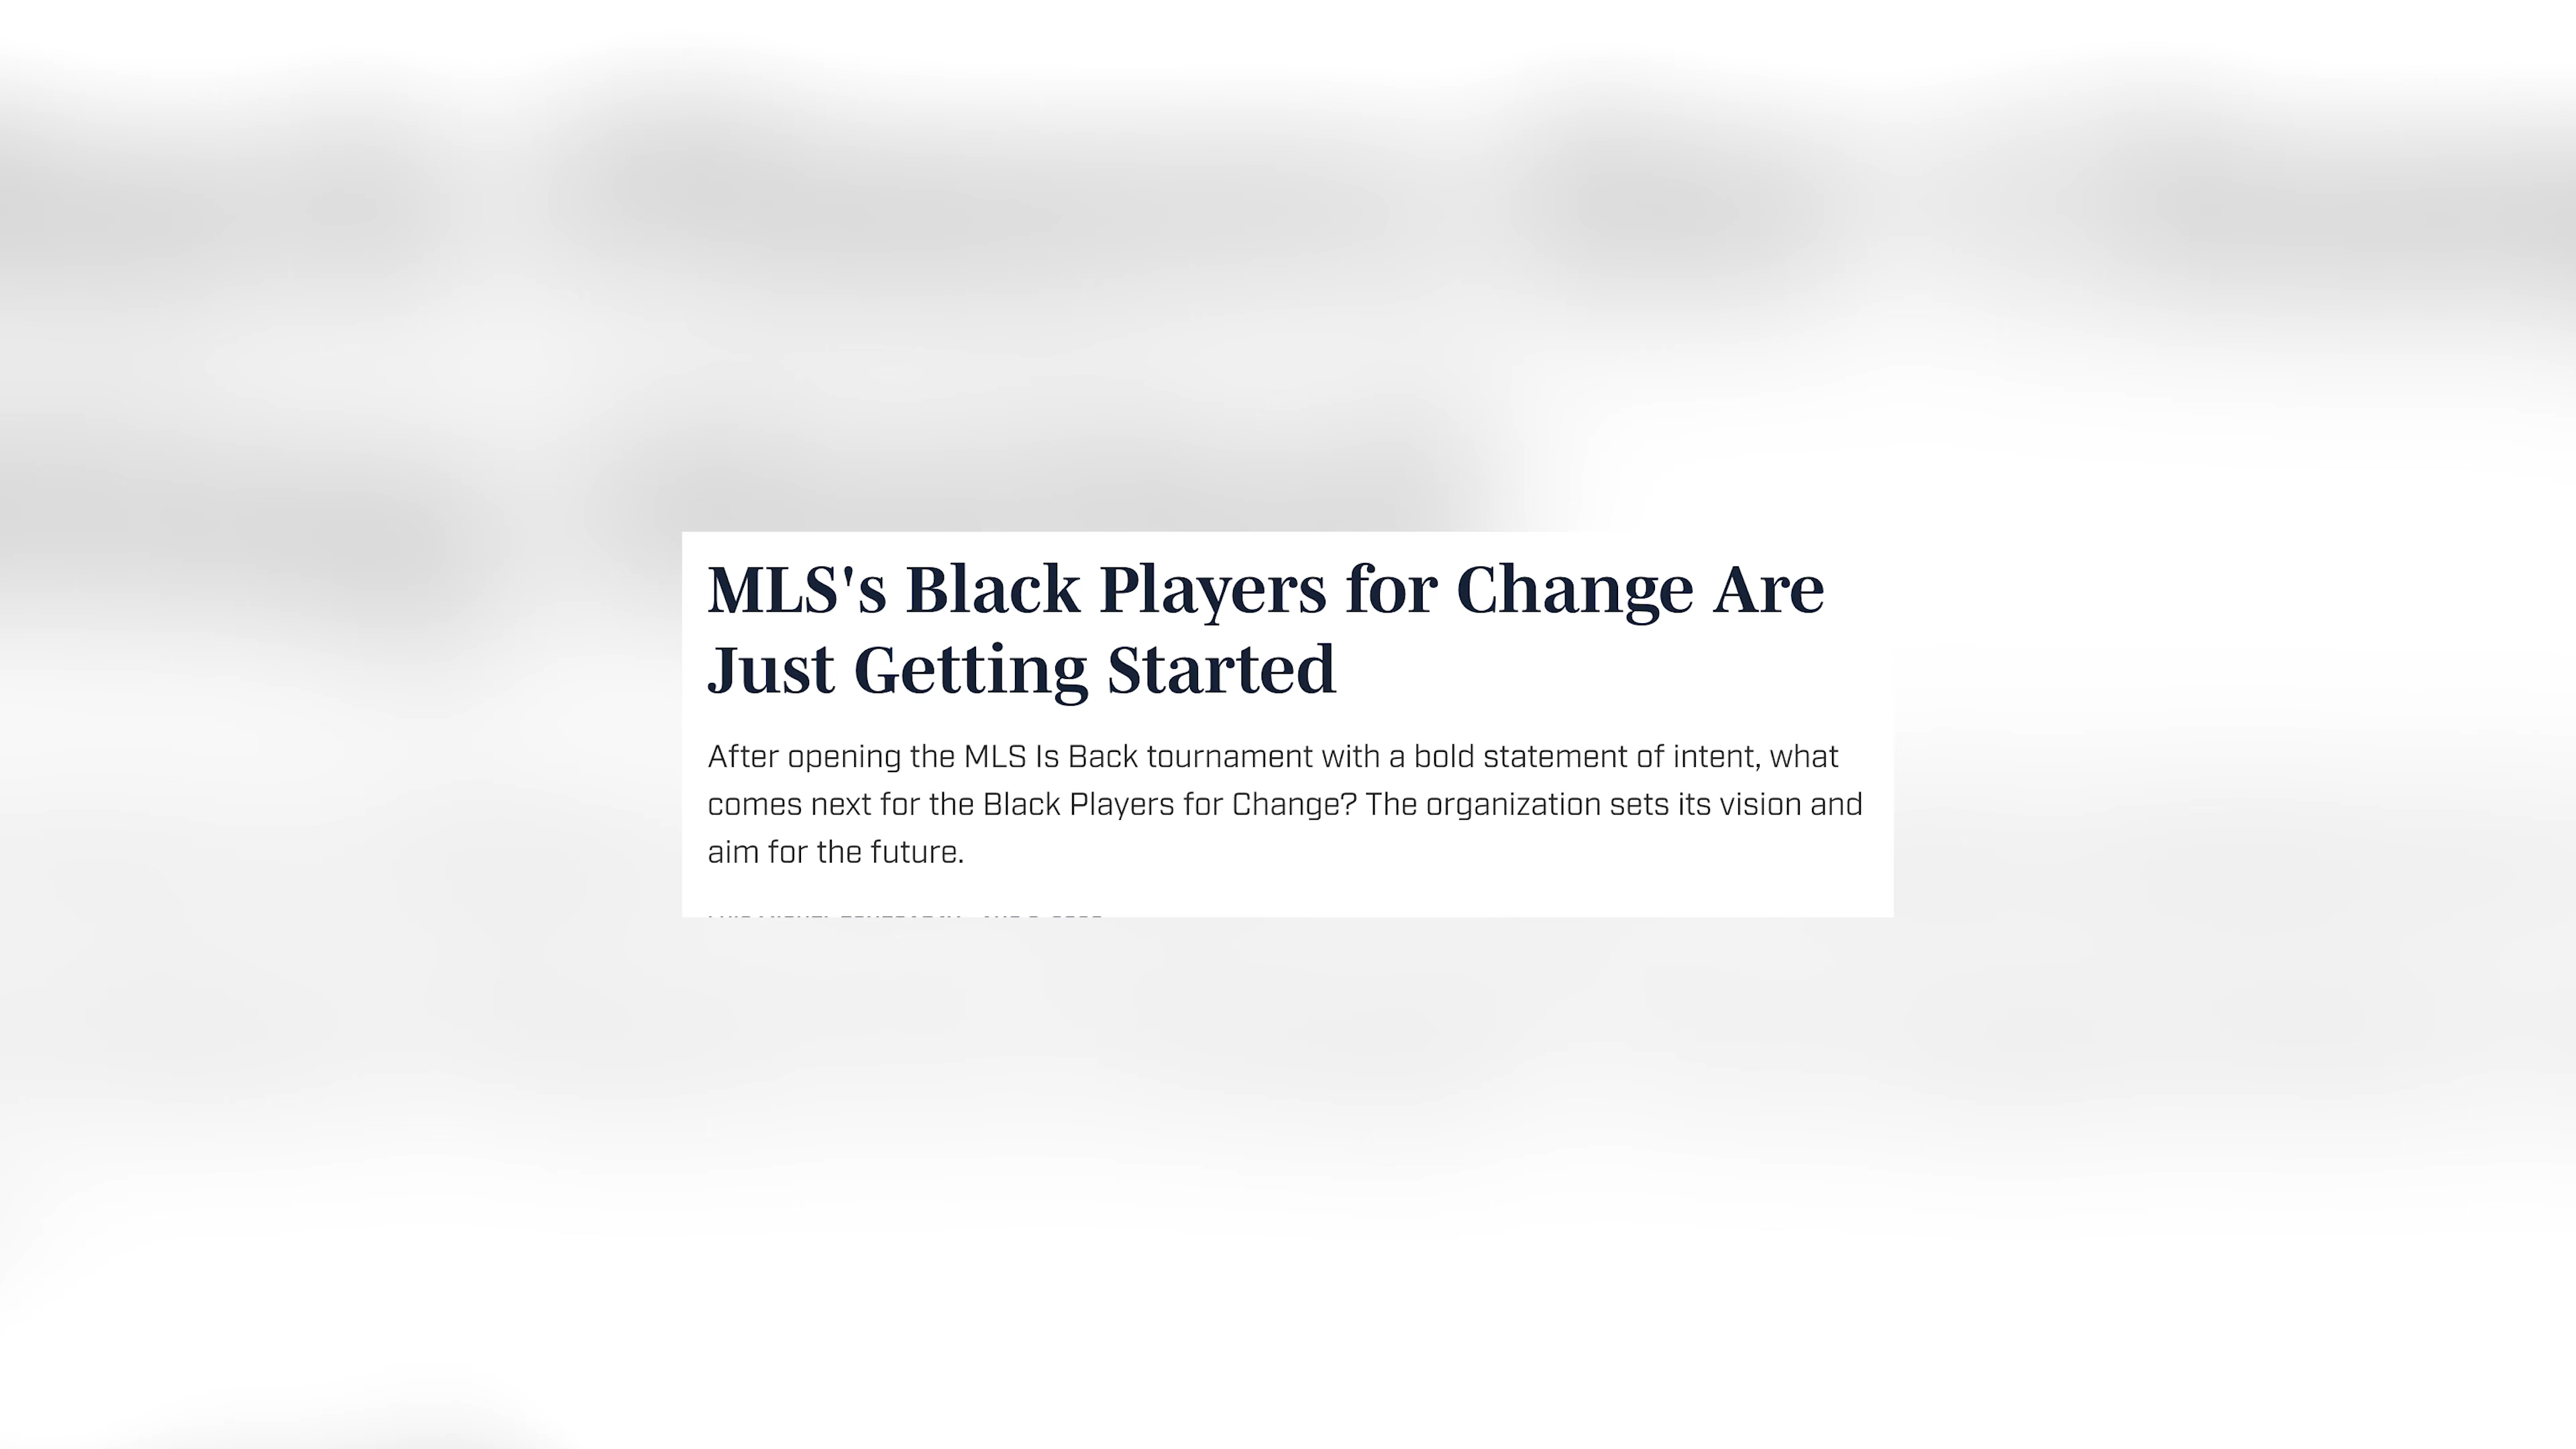 MLS's Black Players for Change Are
Just Getting Started
After opening the MLS Is Back tournament with a bold statement of intent, what
comes next for the Black Players for Change? The organization sets its vision and
aim for the future.